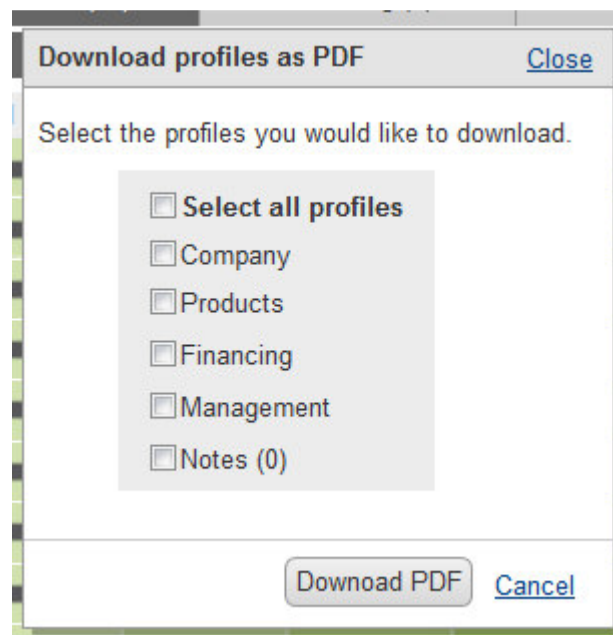 Download profiles as PDF Close
Select the profiles you would like to download.
Select all profiles
Company
Products
Financing
Management
Notes (0)
Downoad PDF Cancel